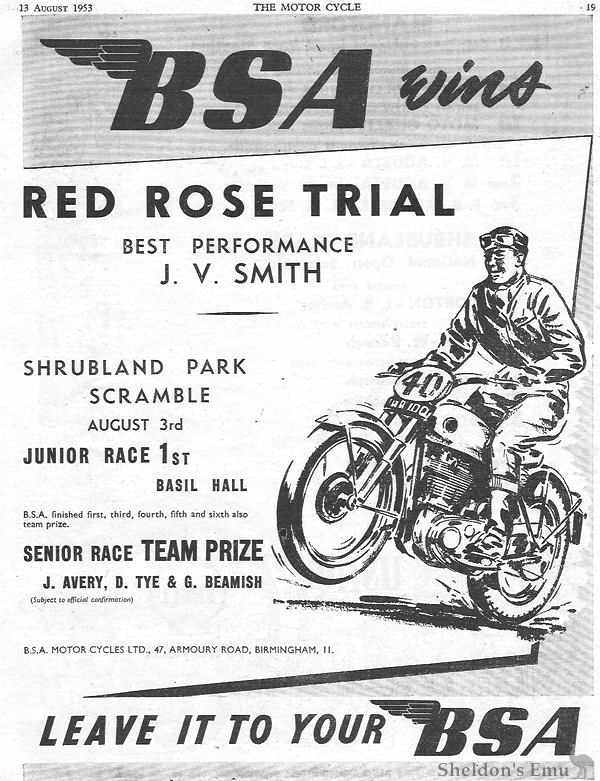 13 AUGUST 1953 THE MOTOR CYCLE 19
BSA wins
RED ROSE TRIAL
BEST PERFORMANCE
J. V. SMITH
SHRUBLAND PARK
SCRAMBLE
AUGUST 3rd
JUNIOR RACE 1ST
BASIL HALL
B.S.A. finished first, third, fourth, fifth and sixth also
team prize.
SENIOR RACE TEAM PRIZE
J. AVERY, D. TYE & G. BEAMISH
(Subject to official confirmation)
40
B.S.A. MOTOR CYCLES LTD., 47, ARMOURY ROAD, BIRMINGHAM, 11.
LEAVE IT TO YOUR BSA
Sheldon's Emu